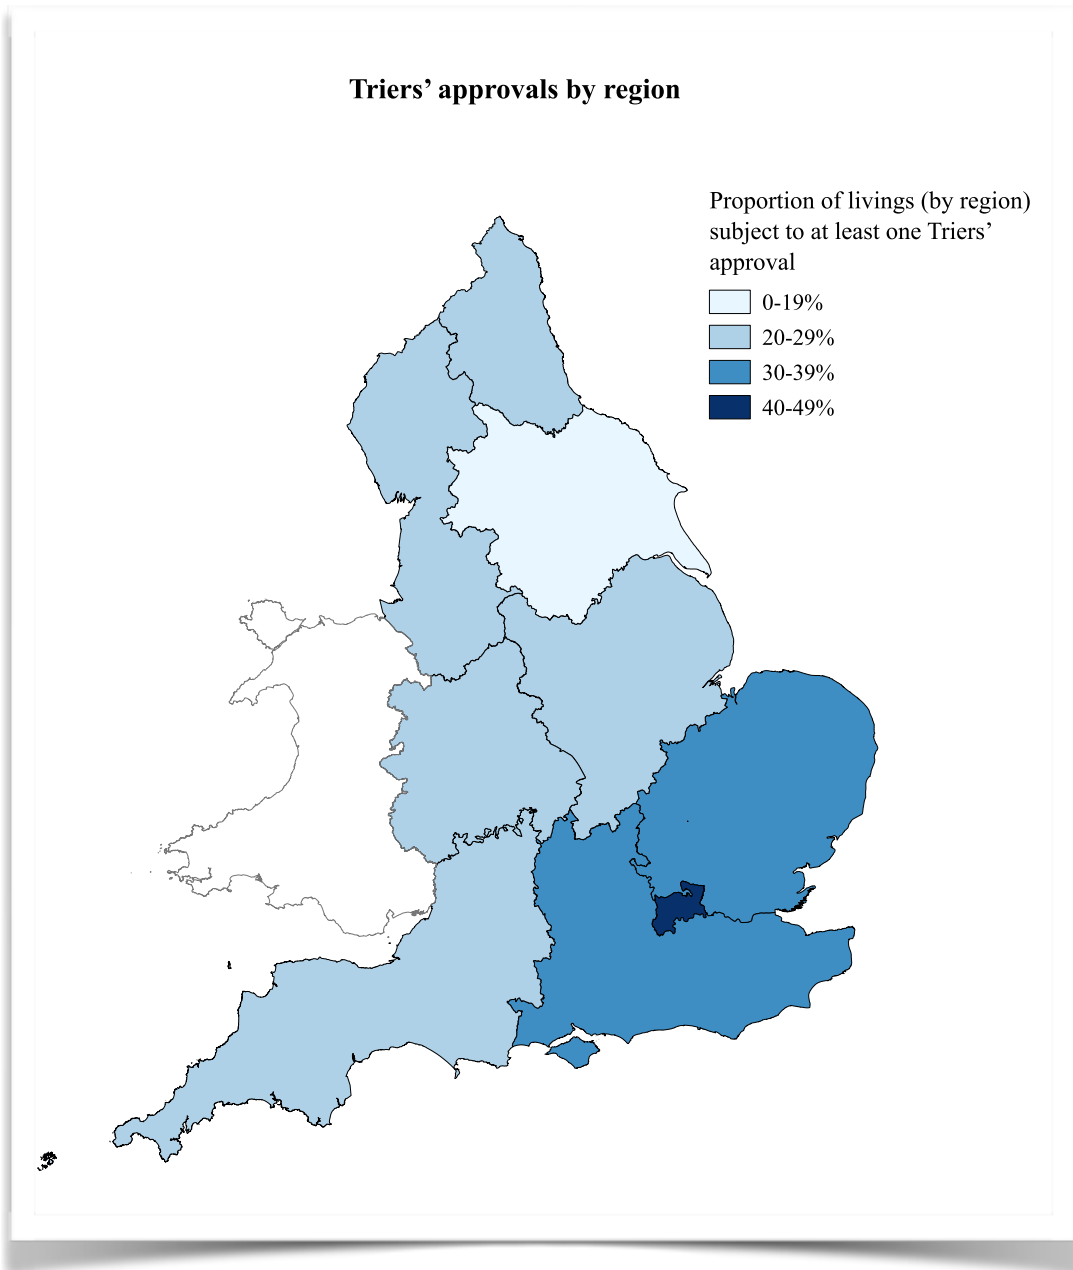 Triers’ approvals by region
Proportion of livings (by region)
subject to at least one Triers’
approval
0-19%
20-29%
30-39%
40-49%